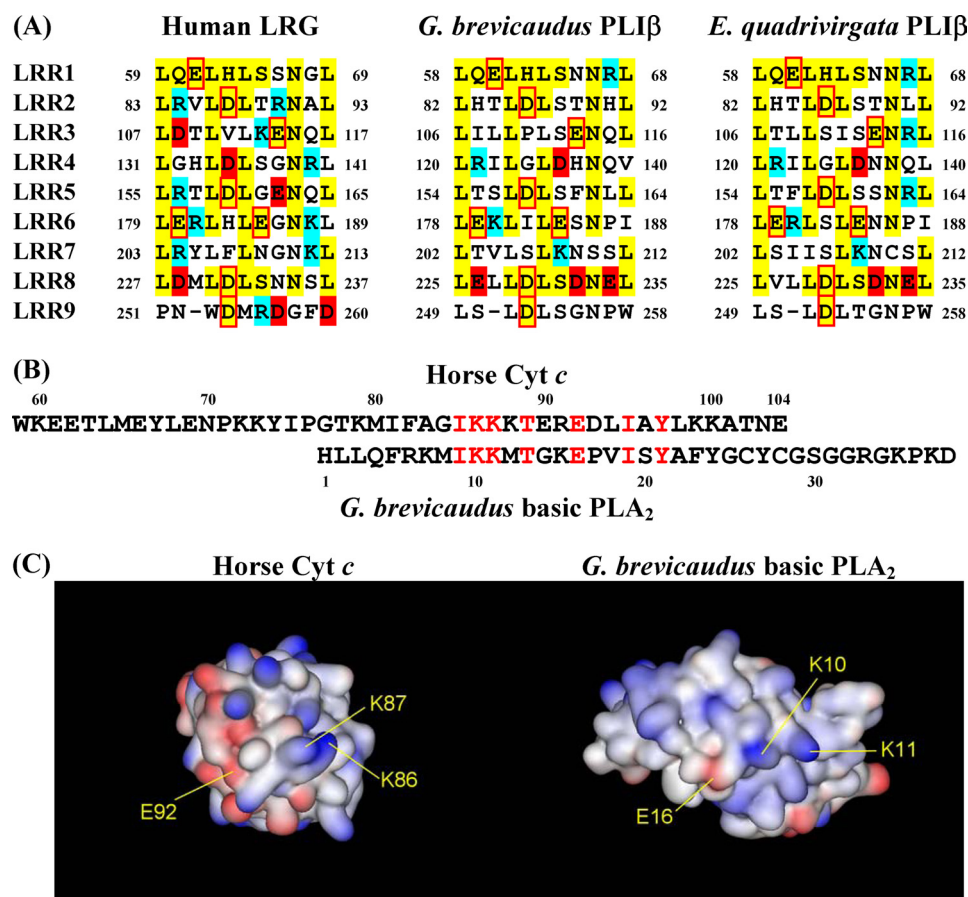 (A) Human LRG G. brevicaudus PLIβ E. quadrivirgata PLIβ
LRR1 59 LQELHLSSNGL 69 58 LQELHLSNNRL 68 58 LQELHLSNNRL 68
LRR2 83 LRVLDLTRNAL 93 82 LHTLDLSTNHL 92 82 LHTLDLSTNLL 92
LRR3 107 LDTLVLKENQL 117 106 LILLPLSENQL 116 106 LTLLSISENRL 116
LRR4 131 LGHLDLSGNRL 141 120 LRILGLDHNQV 140 120 LRILGLDNNQL 140
LRR5 155 LRTLDLGENQL 165 154 LTSLDLSFNLL 164 154 LTFLDLSSNRL 164
LRR6 179 LERLHLEGNKL 189 178 LEKLILESNPI 188 178 LERLSLENNPI 188
LRR7 203 LRYLFLNGNKL 213 202 LTVLSLKNSSL 212 202 LSIISLKNCSL 212
LRR8 227 LDMLDLSNNSL 237 225 LELLDLSDNEL 235 225 LVLLDLSDNEL 235
LRR9 251 PN-WDMRDGFD 260 249 LS-LDLSGNPW 258 249 LS-LDLTGNPW 258
(B) Horse Cyt c
60 70 80 90 100 104
WKEETLMEYLENPKKYIPGTKMIFAGIKKKTEREDLIAYLKKATNE
HLLQFRKMIKKMTGKEPVISYAFYGCYCGSGGRGKPKD
1 10 20 30
G. brevicaudus basic PLA2
(C) Horse Cyt c G. brevicaudus basic PLA2
K87
K86
E92
K10
K11
E16